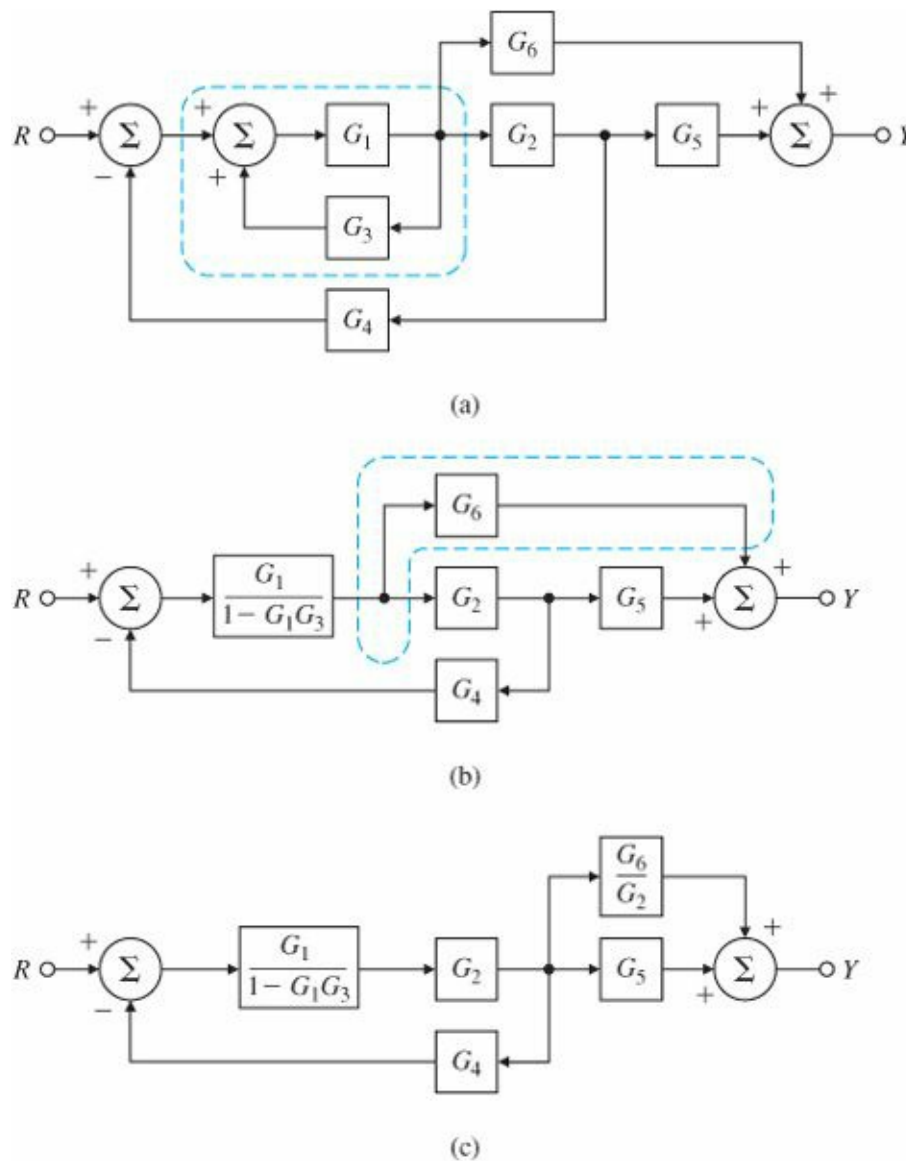 G6
+ + + +
R Σ Σ G1 G2 G5 Σ Y
− +
G3
G4
(a)
G6
+ G1 +
R Σ 1 − G1G3 G2 G5 Σ Y
− +
G4
(b)
G6
G2
+ G1 +
R Σ 1 − G1G3 G2 G5 Σ Y
− +
G4
(c)